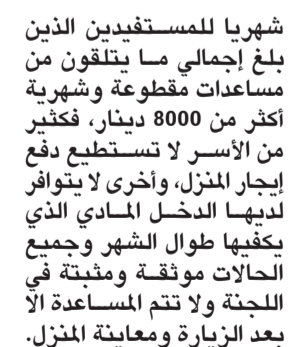 شهريا للمستفيدين الذين
بلغ إجمالي ما يتلقون من
مساعدات مقطوعة وشهرية
أكثر من 8000 دينار، فكثير
من الأسر لا تستطيع دفع
إيجار المنزل، وأخرى لا يتوافر
لديها الدخل المادي الذي
يكفيها طوال الشهر وجميع
الحالات موثقة ومثبتة في
اللجنة ولا تتم المساعدة الا
بعد الزيارة ومعاينة المنزل.